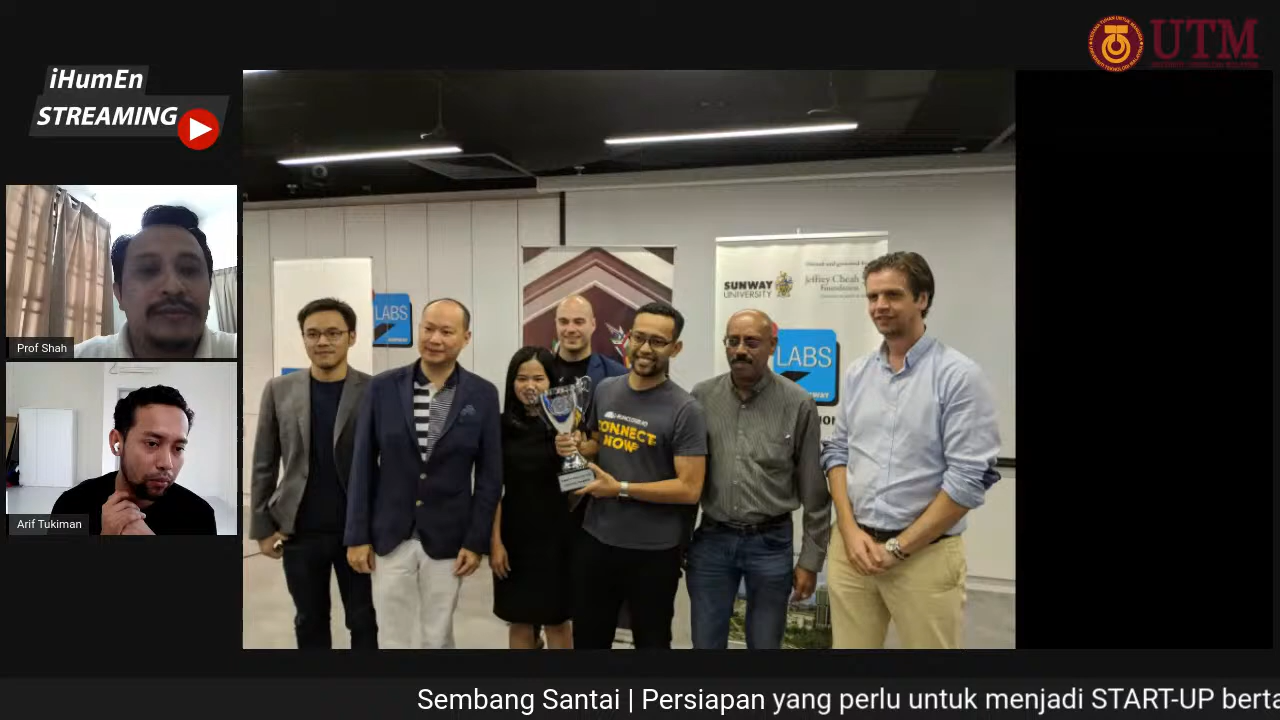 UTM
iHumEn
STREAMING
Prof Shah
Arif Tukiman
LABS
SUNWAY
UNIVERSITY
Jeffrey Cheah
Foundation
LABS
CONNECT
NOW
Sembang Santai | Persiapan yang perlu untuk menjadi START-UP berta